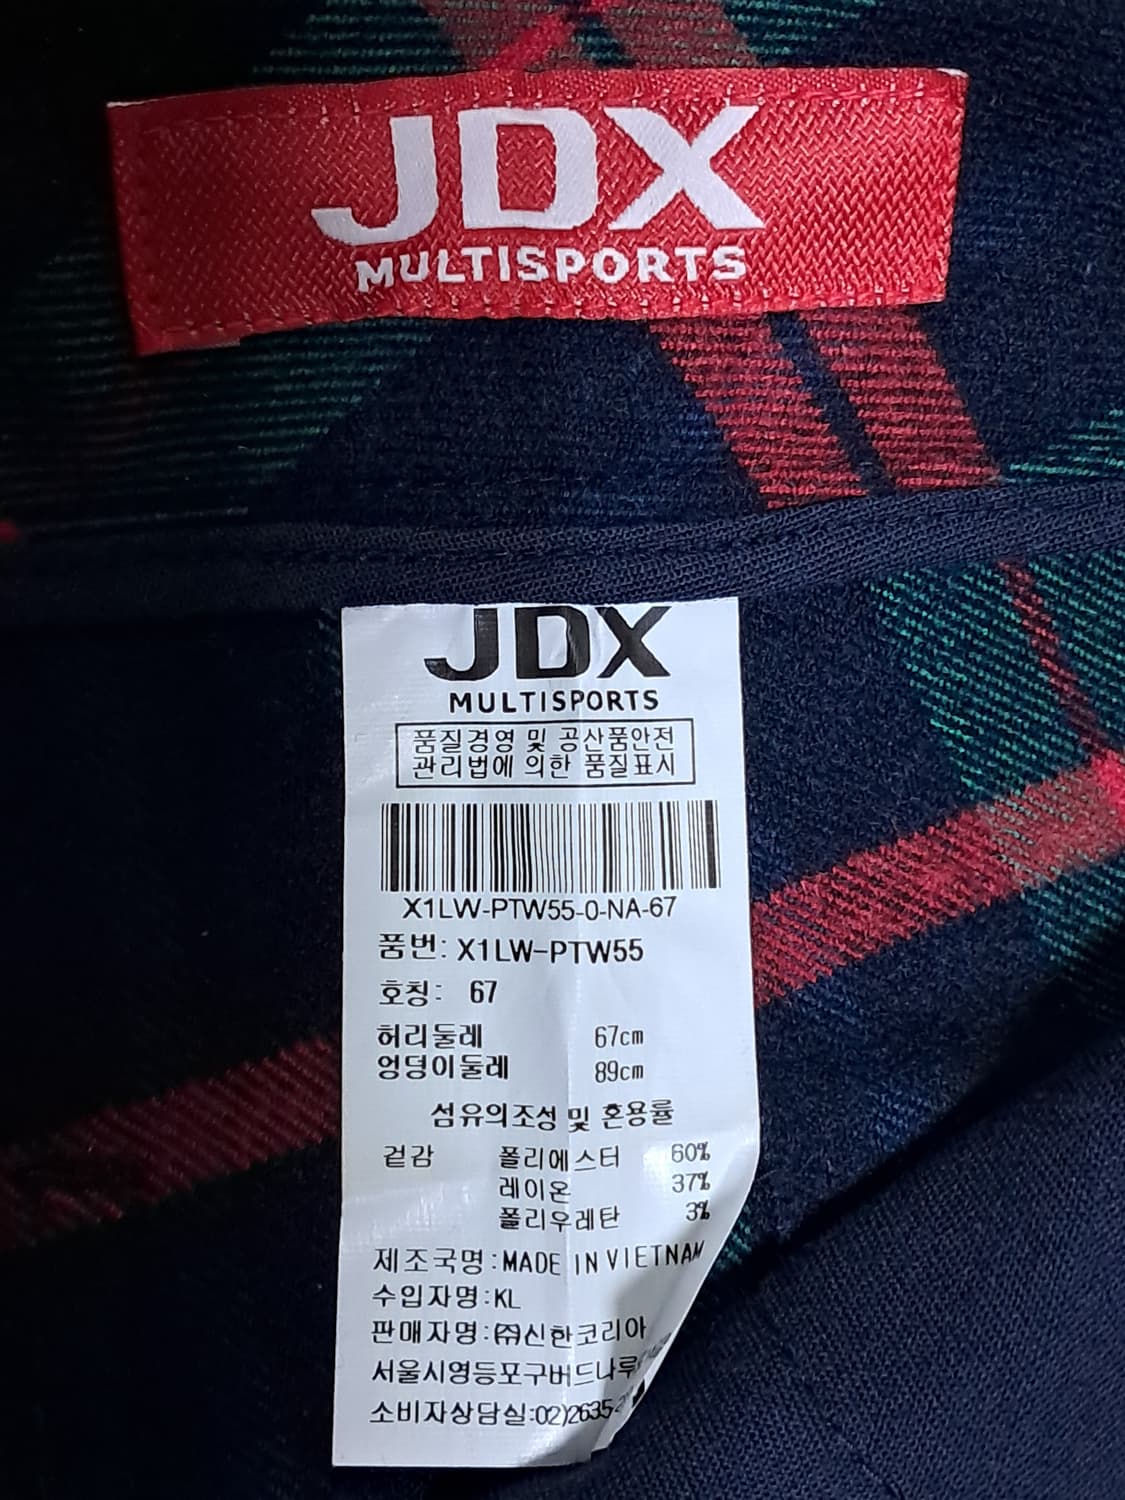 JDX
MULTISPORTS
JDX
MULTISPORTS
품질경영 및 공산품안전
관리법에 의한 품질표시
X1LW-PTW55-0-NA-67
품번: X1LW-PTW55
호칭: 67
허리둘레 67cm
엉덩이둘레 89cm
섬유의조성 및 혼용률
겉감 폴리에스터 60%
레이온 37%
폴리우레탄 3%
제조국명:MADE IN VIETNAM
수입자명:KL
판매자명:㈜신한코리아
서울시영등포구버드나루
소비자상담실:02)2635-